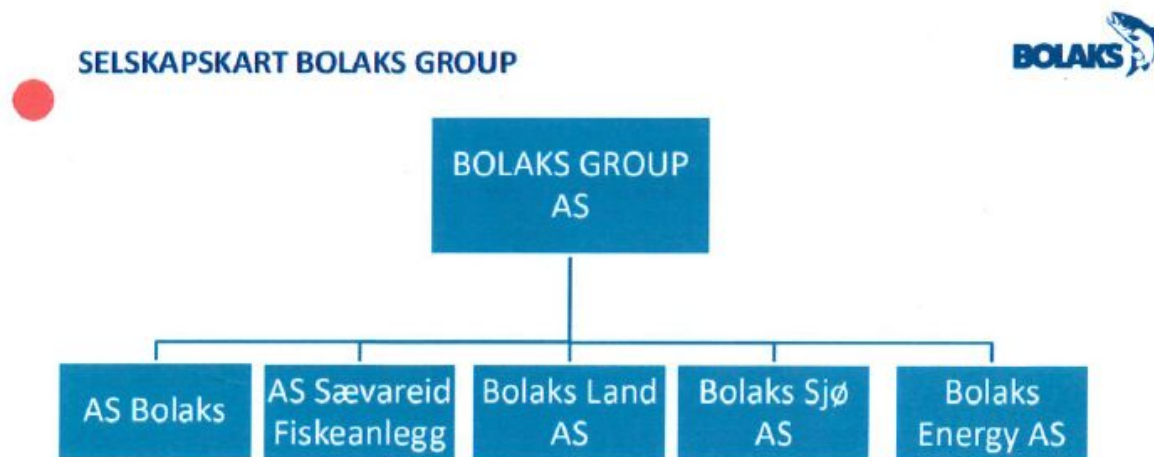 SELSKAPSKART BOLAKS GROUP
BOLAKS
BOLAKS GROUP
AS
AS Bolaks
AS Sævareid
Fiskeanlegg
Bolaks Land
AS
Bolaks Sjø
AS
Bolaks
Energy AS